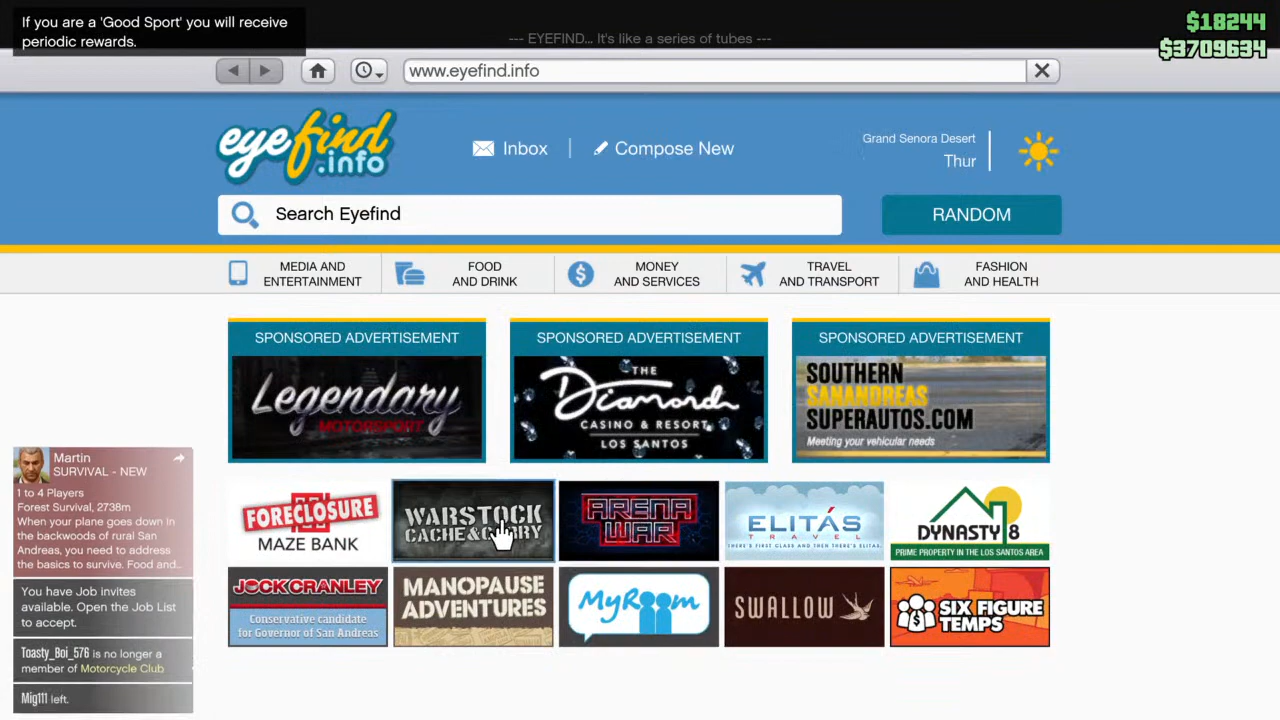 If you are a 'Good Sport' you will receive
periodic rewards.
--- EYEFIND... It's like a series of tubes ---
$18244
$3709634
www.eyefind.info
eyefind
.info
Inbox
Compose New
Grand Senora Desert
Thur
Search Eyefind
RANDOM
MEDIA AND
ENTERTAINMENT
FOOD
AND DRINK
MONEY
AND SERVICES
TRAVEL
AND TRANSPORT
FASHION
AND HEALTH
SPONSORED ADVERTISEMENT
Legendary
MOTORSPORT
SPONSORED ADVERTISEMENT
THE
Diamond
CASINO & RESORT
LOS SANTOS
SPONSORED ADVERTISEMENT
SOUTHERN
SANANDREAS
SUPERAUTOS.COM
Meeting your vehicular needs
FORECLOSURE
MAZE BANK
WARSTOCK
CACHE&CARRY
ARENA
WAR
ELITÁS
TRAVEL
THERE'S FIRST CLASS AND THEN THERE'S ELITAS.
DYNASTY 8
PRIME PROPERTY IN THE LOS SANTOS AREA
JOCK CRANLEY
Conservative candidate
for Governor of San Andreas
MANOPAUSE
ADVENTURES
MyRoom
SWALLOW
SIX FIGURE
TEMPS
Martin
SURVIVAL - NEW
1 to 4 Players
Forest Survival, 2738m
When your plane goes down in
the backwoods of rural San
Andreas, you need to address
the basics to survive. Food and...
You have Job invites
available. Open the Job List
to accept.
Toasty_Boi_576 is no longer a
member of Motorcycle Club
Mig111 left.